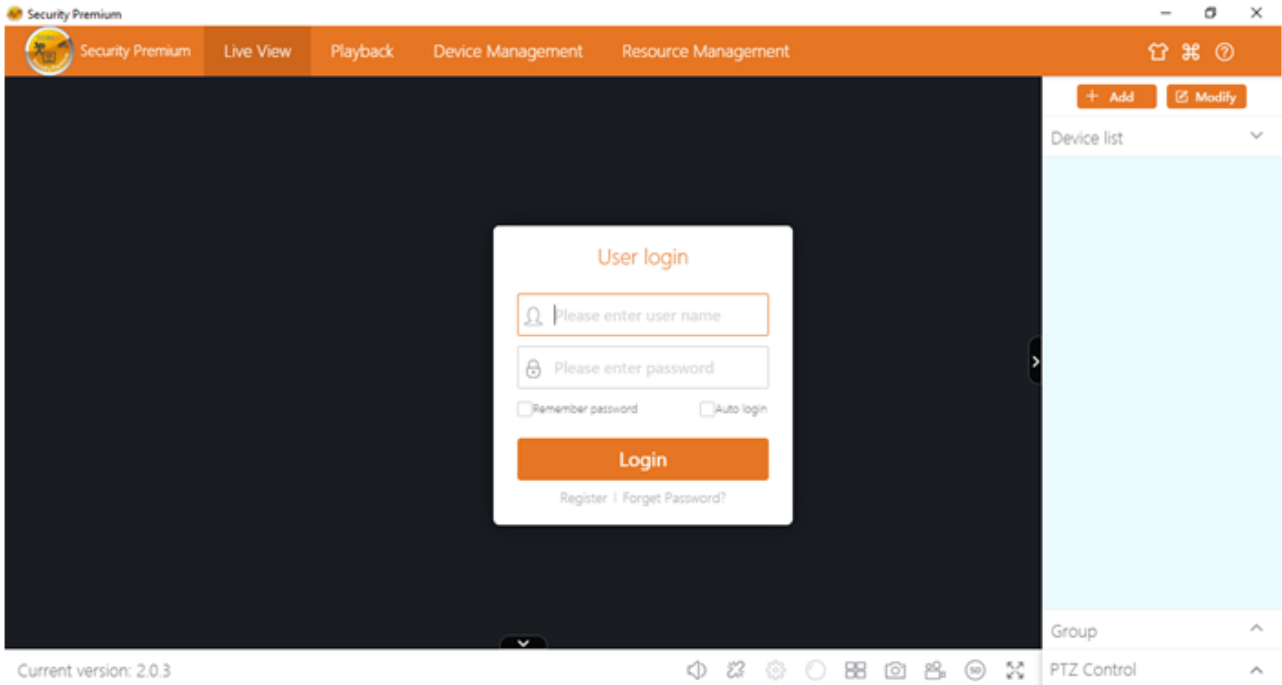 Security Premium
Security Premium Live View Playback Device Management Resource Management
Add Modify
Device list
User login
Please enter user name
Please enter password
Remember password Auto login
Login
Register | Forget Password?
Group
Current version: 2.0.3 SD PTZ Control